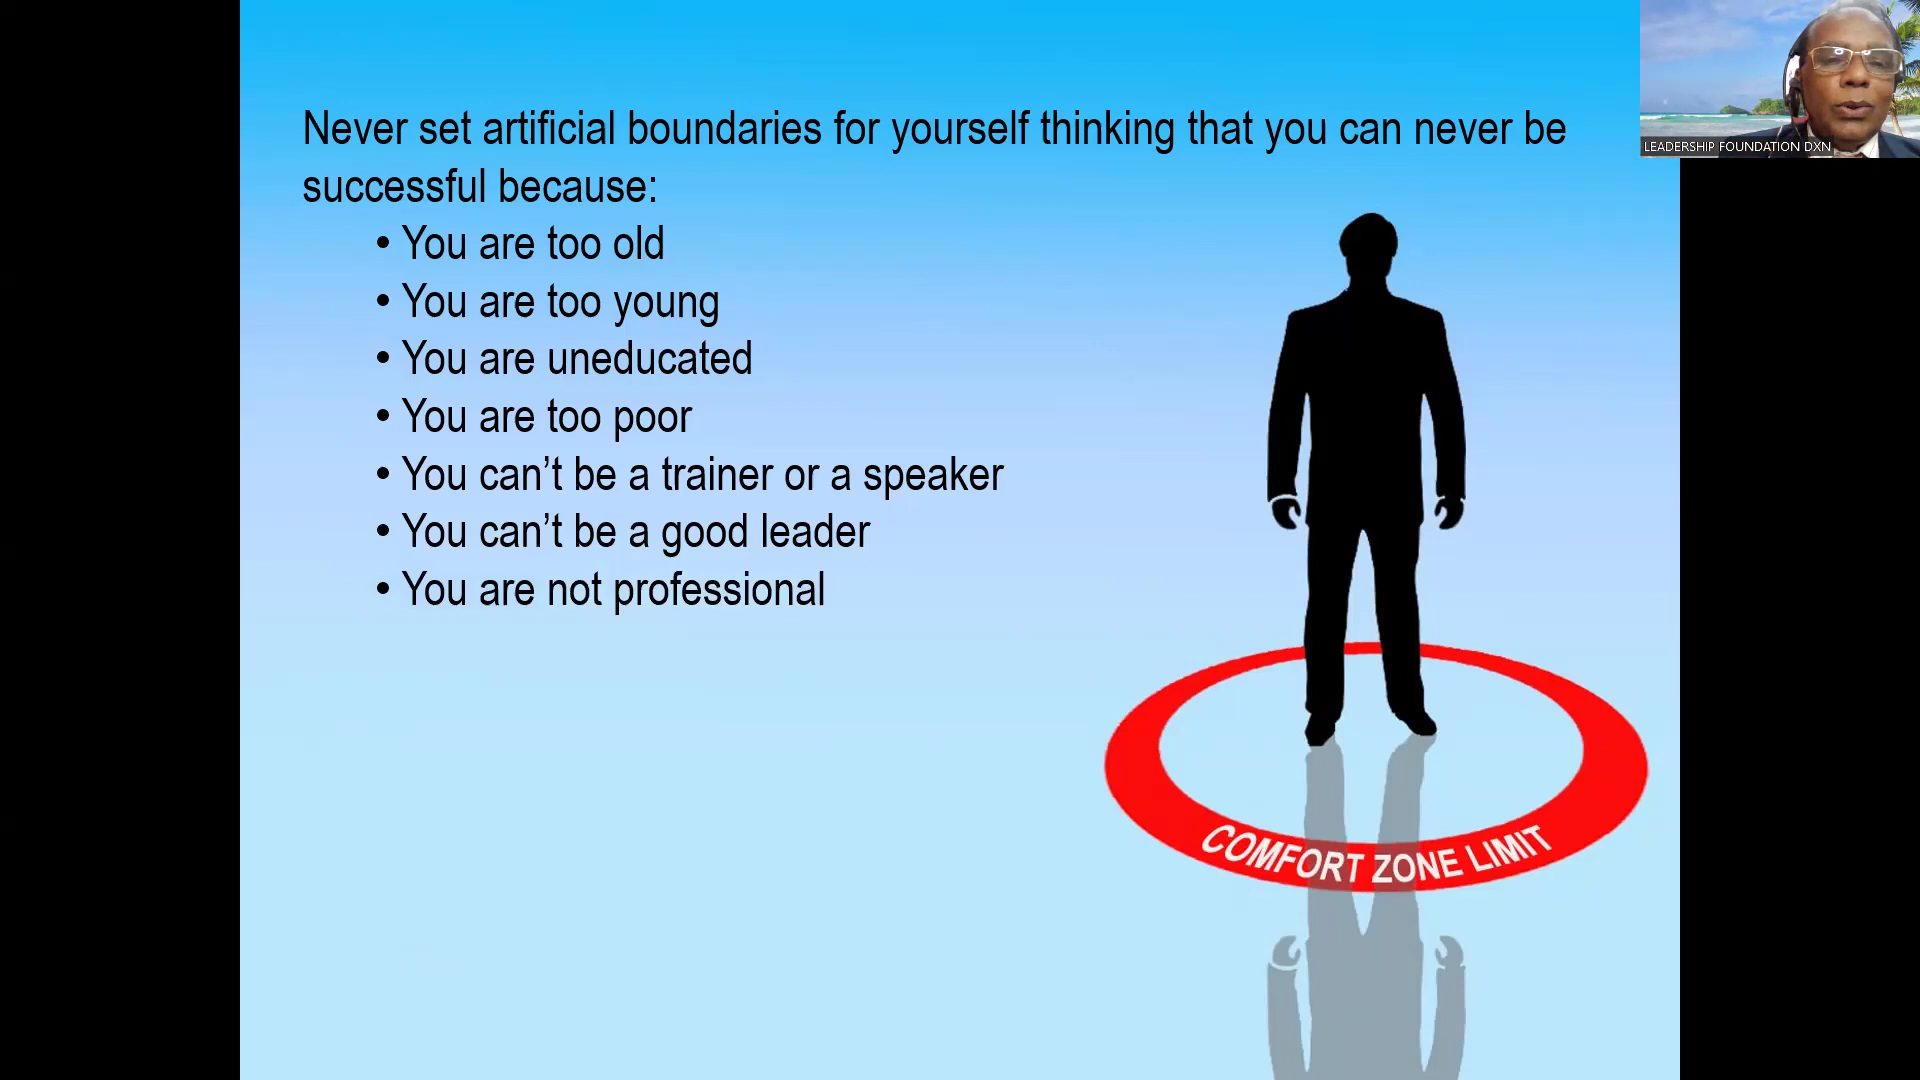 Never set artificial boundaries for yourself thinking that you can never be
successful because:
• You are too old
• You are too young
• You are uneducated
• You are too poor
• You can’t be a trainer or a speaker
• You can’t be a good leader
• You are not professional
COMFORT ZONE LIMIT
LEADERSHIP FOUNDATION DXN